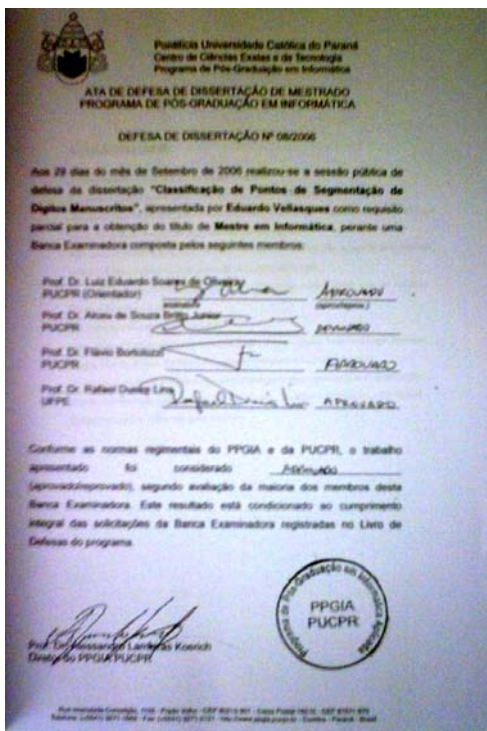 Pontifícia Universidade Católica do Paraná
Centro de Ciências Exatas e de Tecnologia
Programa de Pós-Graduação em Informática
ATA DE DEFESA DE DISSERTAÇÃO DE MESTRADO
PROGRAMA DE PÓS-GRADUAÇÃO EM INFORMÁTICA
DEFESA DE DISSERTAÇÃO Nº 08/2006
Aos 29 dias do mês de Setembro de 2006 realizou-se a sessão pública de
defesa da dissertação "Classificação de Pontos de Segmentação de
Dígitos Manuscritos", apresentada por Eduardo Vellasques como requisito
parcial para a obtenção do título de Mestre em Informática, perante uma
Banca Examinadora composta pelos seguintes membros:
Prof. Dr. Luiz Eduardo Soares de Oliveira
PUCPR (Orientador) APROVADO
Prof. Dr. Alceu de Souza Britto Junior
PUCPR APROVADO
Prof. Dr. Flávio Bortolozzi
PUCPR APROVADO
Prof. Dr. Rafael Dueire Lins
UFPE APROVADO
Conforme as normas regimentais do PPGIA e da PUCPR, o trabalho
apresentado foi considerado APROVADO
(aprovado/reprovado), segundo avaliação da maioria dos membros desta
Banca Examinadora. Este resultado está condicionado ao cumprimento
integral das solicitações da Banca Examinadora registradas no Livro de
Defesas do programa.
Programa de Pós-Graduação em Informática Aplicada
PPGIA
PUCPR
Prof. Dr. Alessandro Lameiras Koerich
Diretor do PPGIA PUCPR